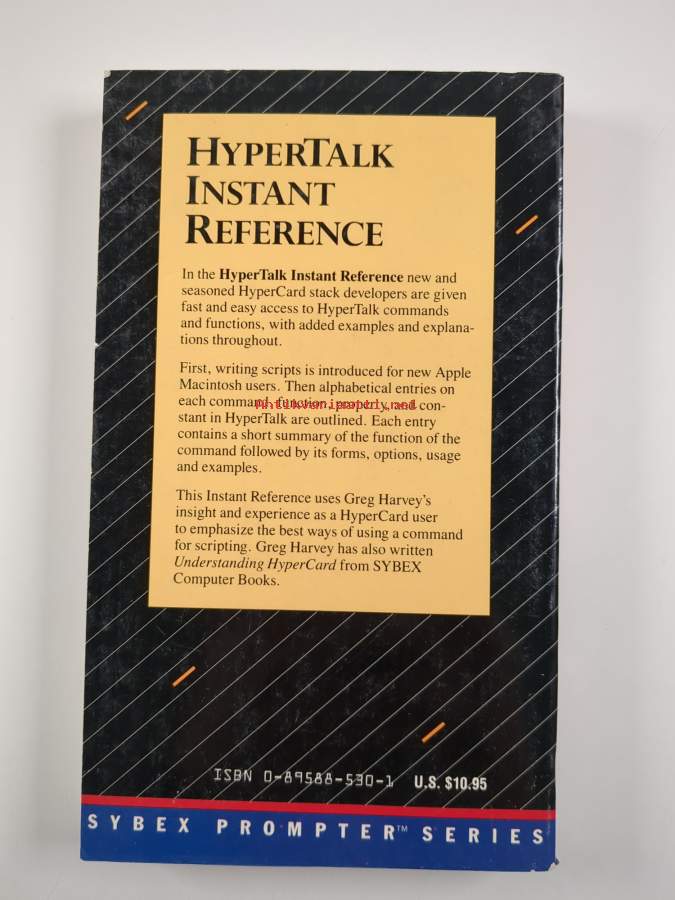 HYPERTALK
INSTANT
REFERENCE
In the HyperTalk Instant Reference new and
seasoned HyperCard stack developers are given
fast and easy access to HyperTalk commands
and functions, with added examples and explana-
tions throughout.
First, writing scripts is introduced for new Apple
Macintosh users. Then alphabetical entries on
each command, function, property, and con-
stant in HyperTalk are outlined. Each entry
contains a short summary of the function of the
command followed by its forms, options, usage
and examples.
This Instant Reference uses Greg Harvey's
insight and experience as a HyperCard user
to emphasize the best ways of using a command
for scripting. Greg Harvey has also written
Understanding HyperCard from SYBEX
Computer Books.
ISBN 0-89588-530-1 U.S. $10.95
SYBEX PROMPTER™ SERIES